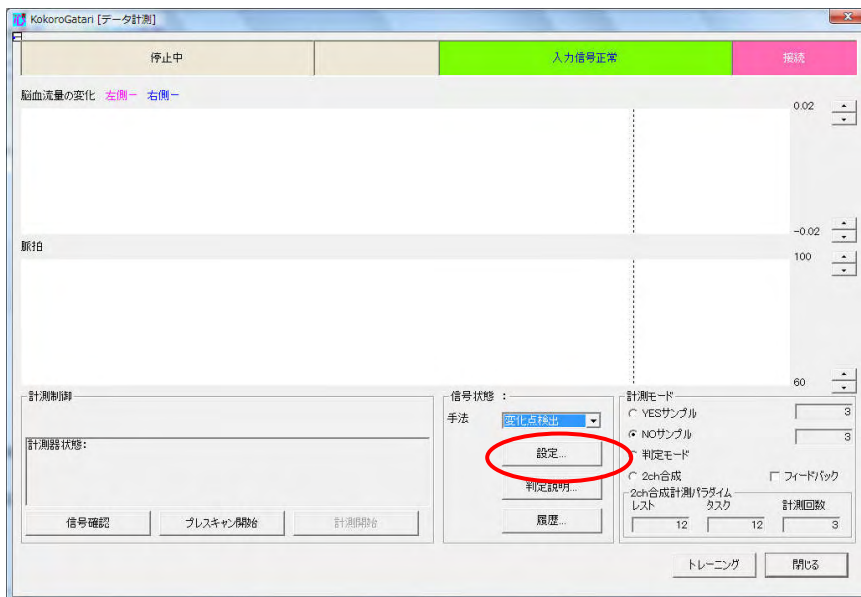 KokoroGatari [データ計測]
停止中
入力信号正常
接続
脳血流量の変化 左側ー 右側ー
0.02
-0.02
脈拍
100
60
計測制御
計測器状態:
信号確認
プレスキャン開始
計測開始
信号状態 :
手法
変化点検出
設定...
判定説明...
履歴...
計測モード
YESサンプル
3
NOサンプル
3
判定モード
2ch合成
フィードバック
2ch合成計測パラダイム
レスト
タスク
計測回数
12
12
3
トレーニング
閉じる